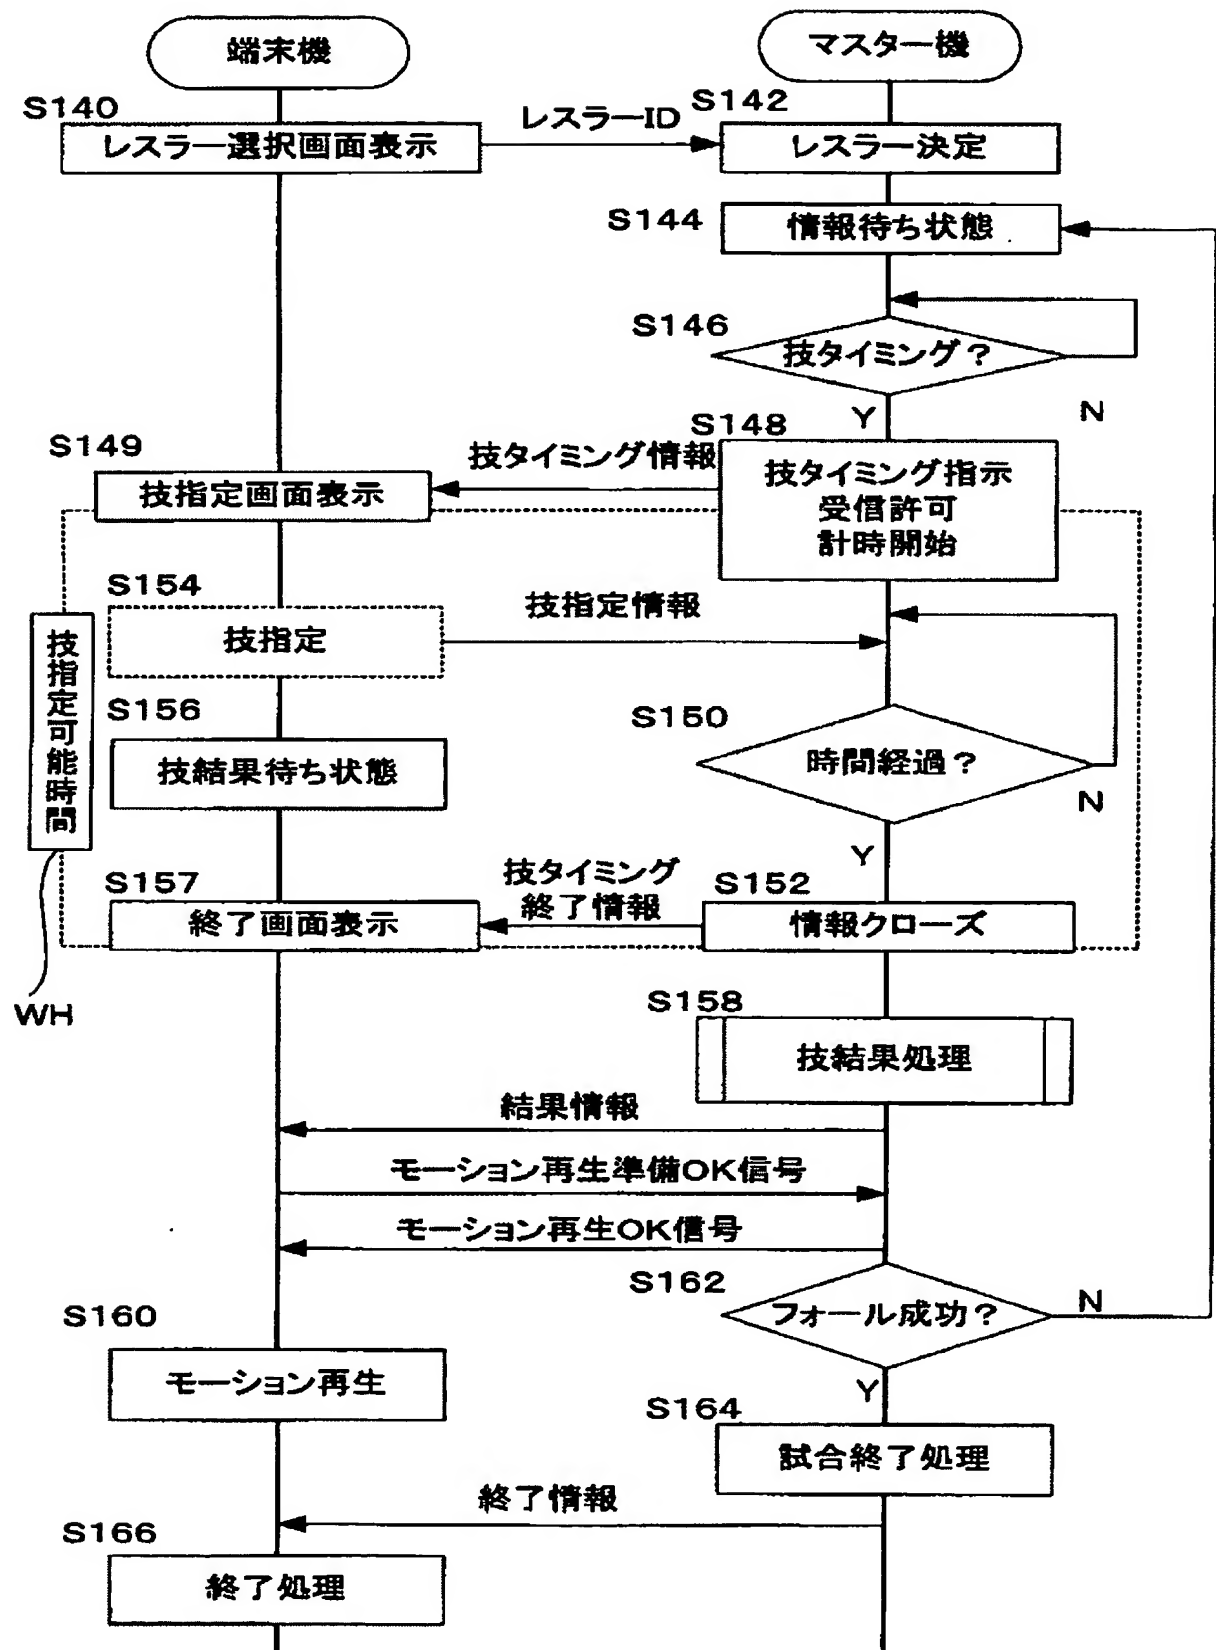 端末機
マスター機
S140
レスラー選択画面表示
レスラーID
S142
レスラー決定
S144
情報待ち状態
S146
技タイミング?
Y
N
S149
技指定画面表示
技タイミング情報
S148
技タイミング指示
受信許可
計時開始
S154
技指定
技指定情報
技指定可能時間
S156
技結果待ち状態
S150
時間経過?
N
Y
S157
終了画面表示
技タイミング
終了情報
S152
情報クローズ
WH
S158
技結果処理
結果情報
モーション再生準備OK信号
モーション再生OK信号
S162
フォール成功?
N
Y
S160
モーション再生
S164
試合終了処理
終了情報
S166
終了処理